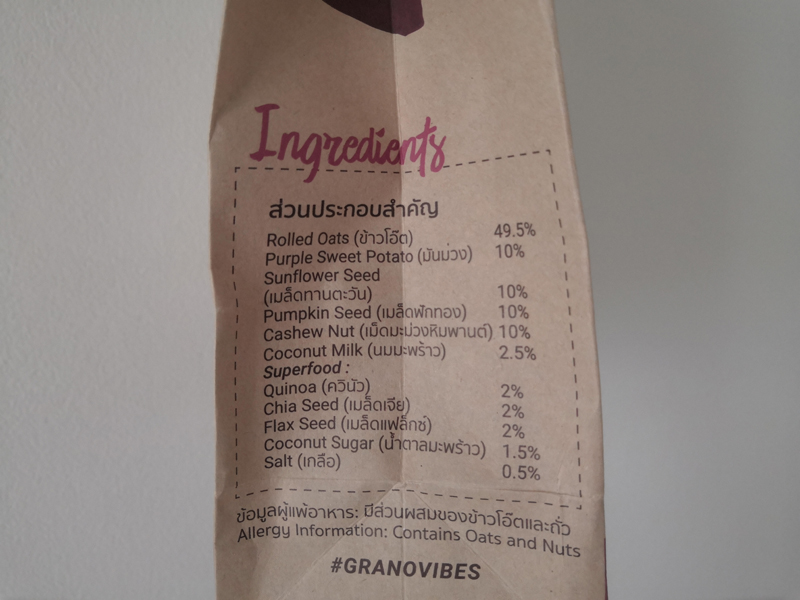 Ingredients
ส่วนประกอบสำคัญ
Rolled Oats (ข้าวโอ๊ต) 49.5%
Purple Sweet Potato (มันม่วง) 10%
Sunflower Seed
(เมล็ดทานตะวัน) 10%
Pumpkin Seed (เมล็ดฟักทอง) 10%
Cashew Nut (เม็ดมะม่วงหิมพานต์) 10%
Coconut Milk (นมมะพร้าว) 2.5%
Superfood :
Quinoa (ควินัว) 2%
Chia Seed (เมล็ดเจีย) 2%
Flax Seed (เมล็ดแฟล็กซ์) 2%
Coconut Sugar (น้ำตาลมะพร้าว) 1.5%
Salt (เกลือ) 0.5%
ข้อมูลผู้แพ้อาหาร: มีส่วนผสมของข้าวโอ๊ตและถั่ว
Allergy Information: Contains Oats and Nuts
#GRANOVIBES